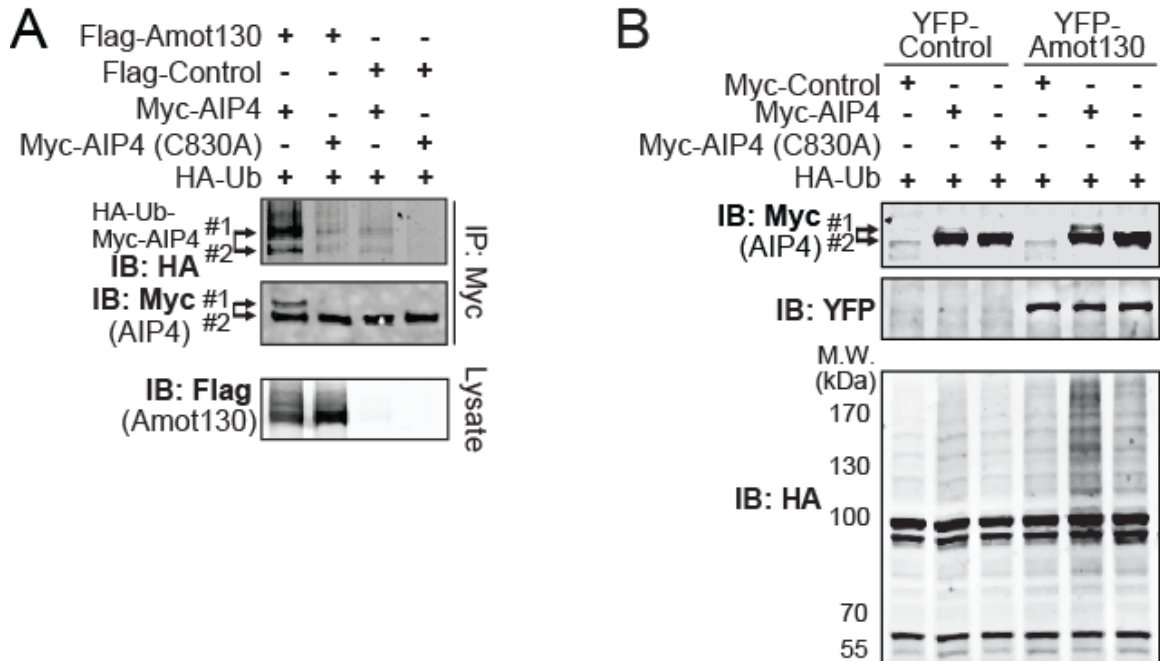 A
Flag-Amot130 + + - -
Flag-Control - - + +
Myc-AIP4 + - + -
Myc-AIP4 (C830A) - + - +
HA-Ub + + + +
HA-Ub-
Myc-AIP4
#1
#2
IB: HA
IB: Myc
(AIP4)
#1
#2
IP: Myc
IB: Flag
(Amot130)
Lysate
B
YFP-
Control
YFP-
Amot130
Myc-Control + - - + - -
Myc-AIP4 - + - - + -
Myc-AIP4 (C830A) - - + - - +
HA-Ub + + + + + +
IB: Myc
(AIP4)
#1
#2
IB: YFP
M.W.
(kDa)
170
130
IB: HA
100
70
55